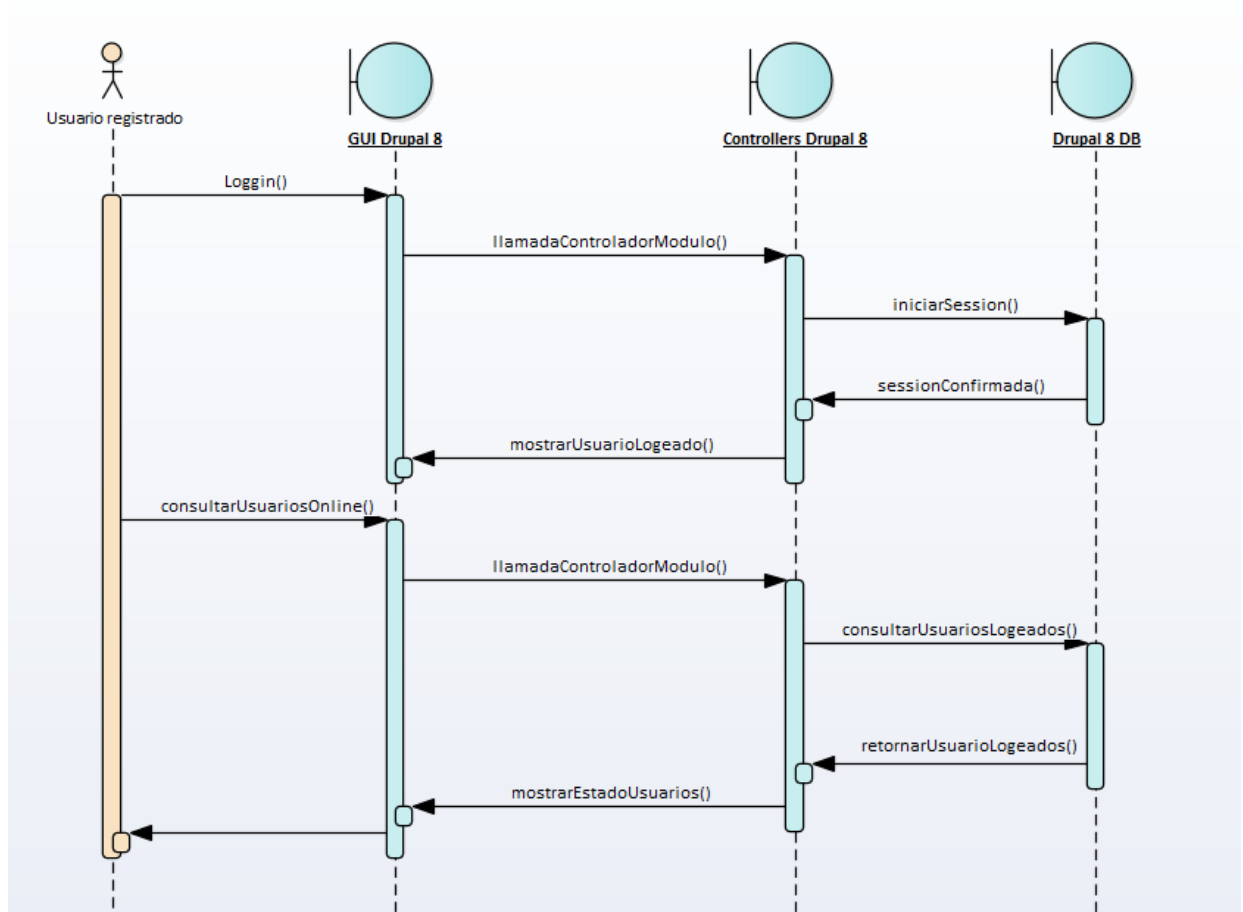 Usuario registrado
GUI Drupal 8
Controllers Drupal 8
Drupal 8 DB
Loggin()
llamadaControladorModulo()
iniciarSession()
sessionConfirmada()
mostrarUsuarioLogeado()
consultarUsuariosOnline()
llamadaControladorModulo()
consultarUsuariosLogeados()
retornarUsuarioLogeados()
mostrarEstadoUsuarios()